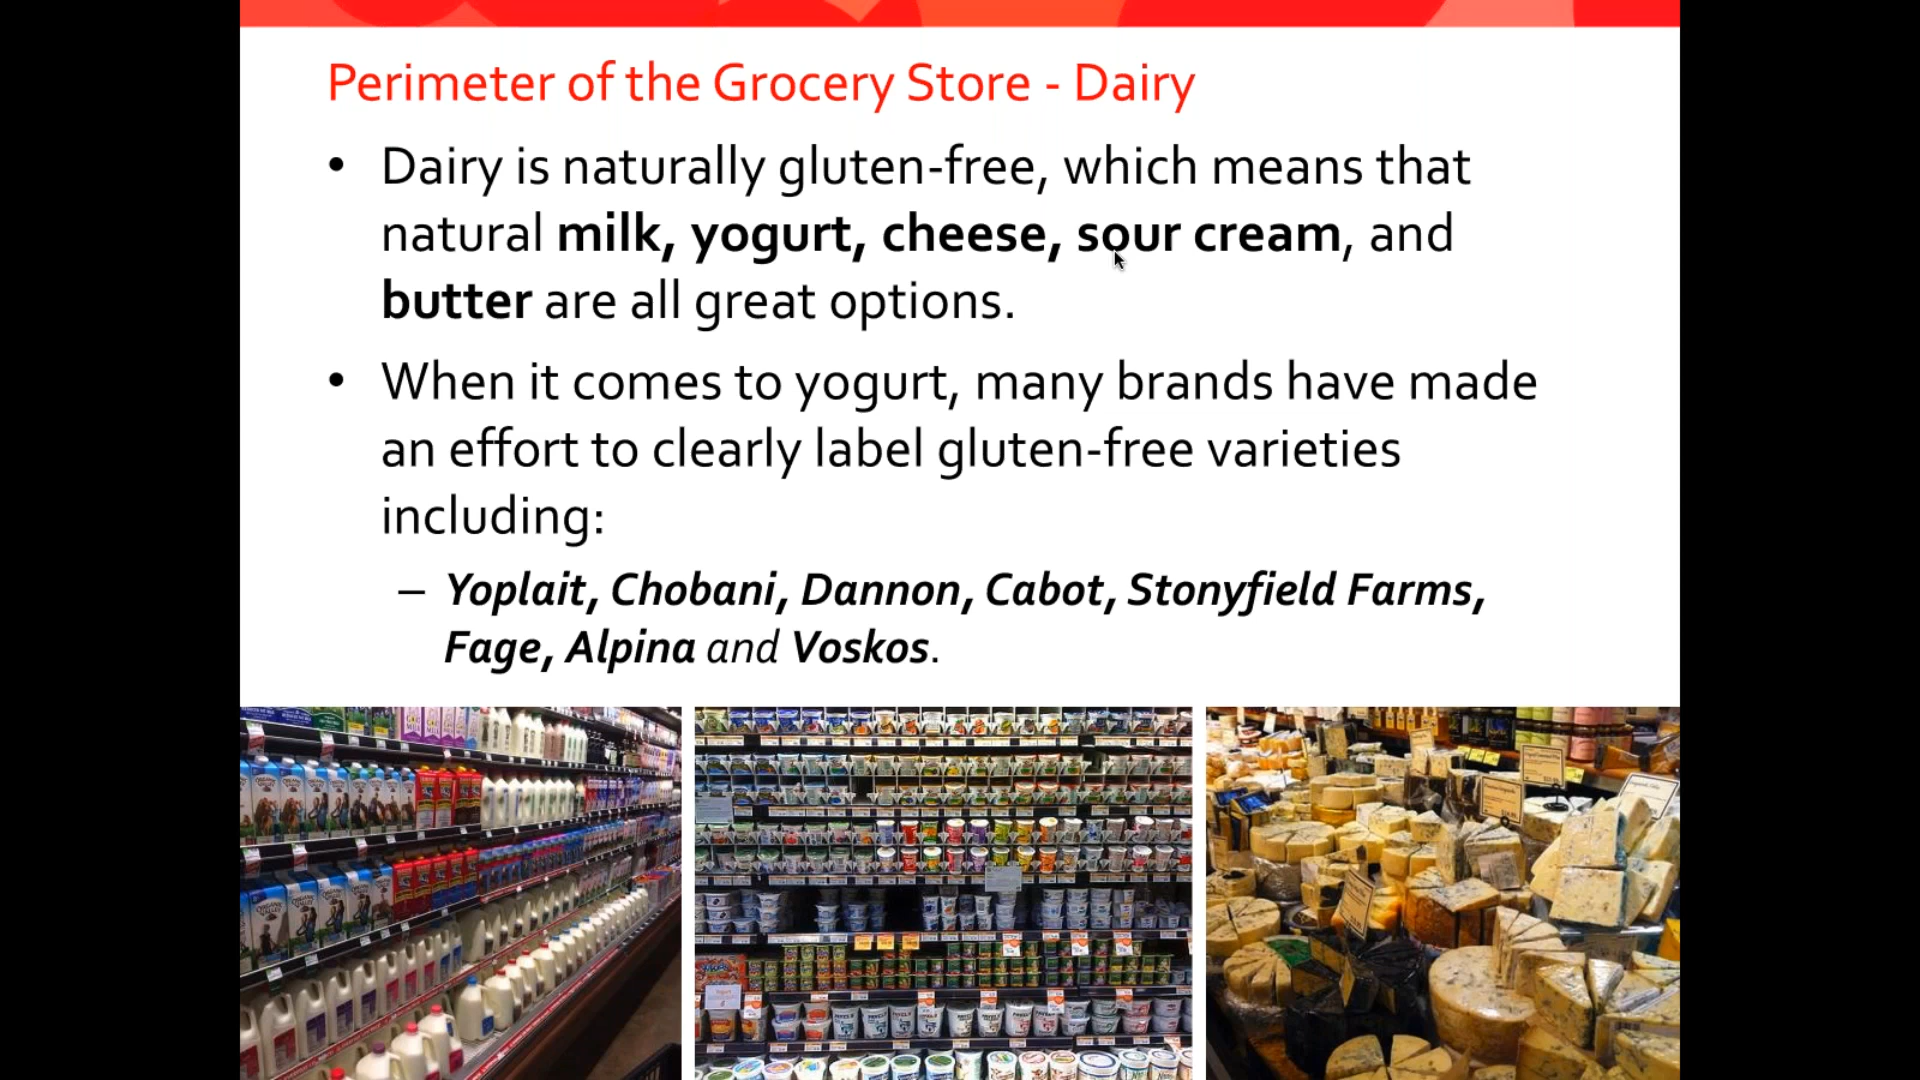 Perimeter of the Grocery Store - Dairy
• Dairy is naturally gluten-free, which means that
natural milk, yogurt, cheese, sour cream, and
butter are all great options.
• When it comes to yogurt, many brands have made
an effort to clearly label gluten-free varieties
including:
– Yoplait, Chobani, Dannon, Cabot, Stonyfield Farms,
Fage, Alpina and Voskos.